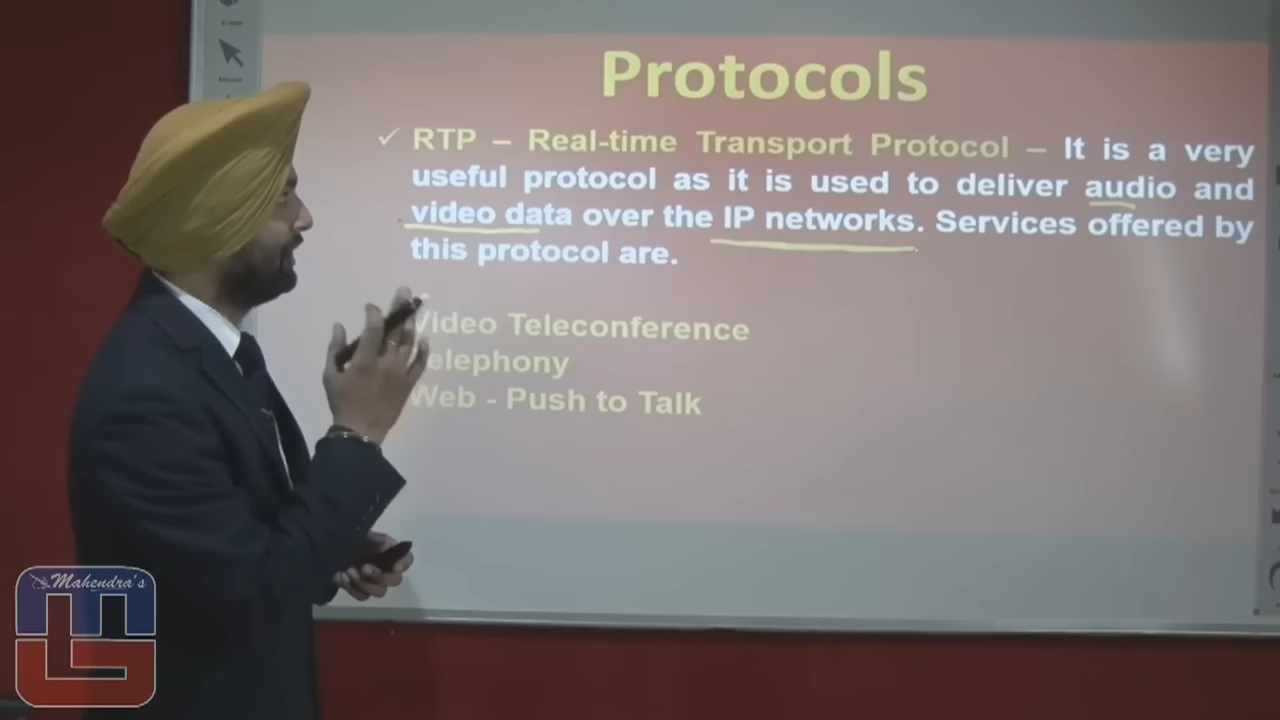 Protocols
✓ RTP – Real-time Transport Protocol – It is a very
useful protocol as it is used to deliver audio and
video data over the IP networks. Services offered by
this protocol are.
Video Teleconference
Telephony
Web - Push to Talk
Mahendra's